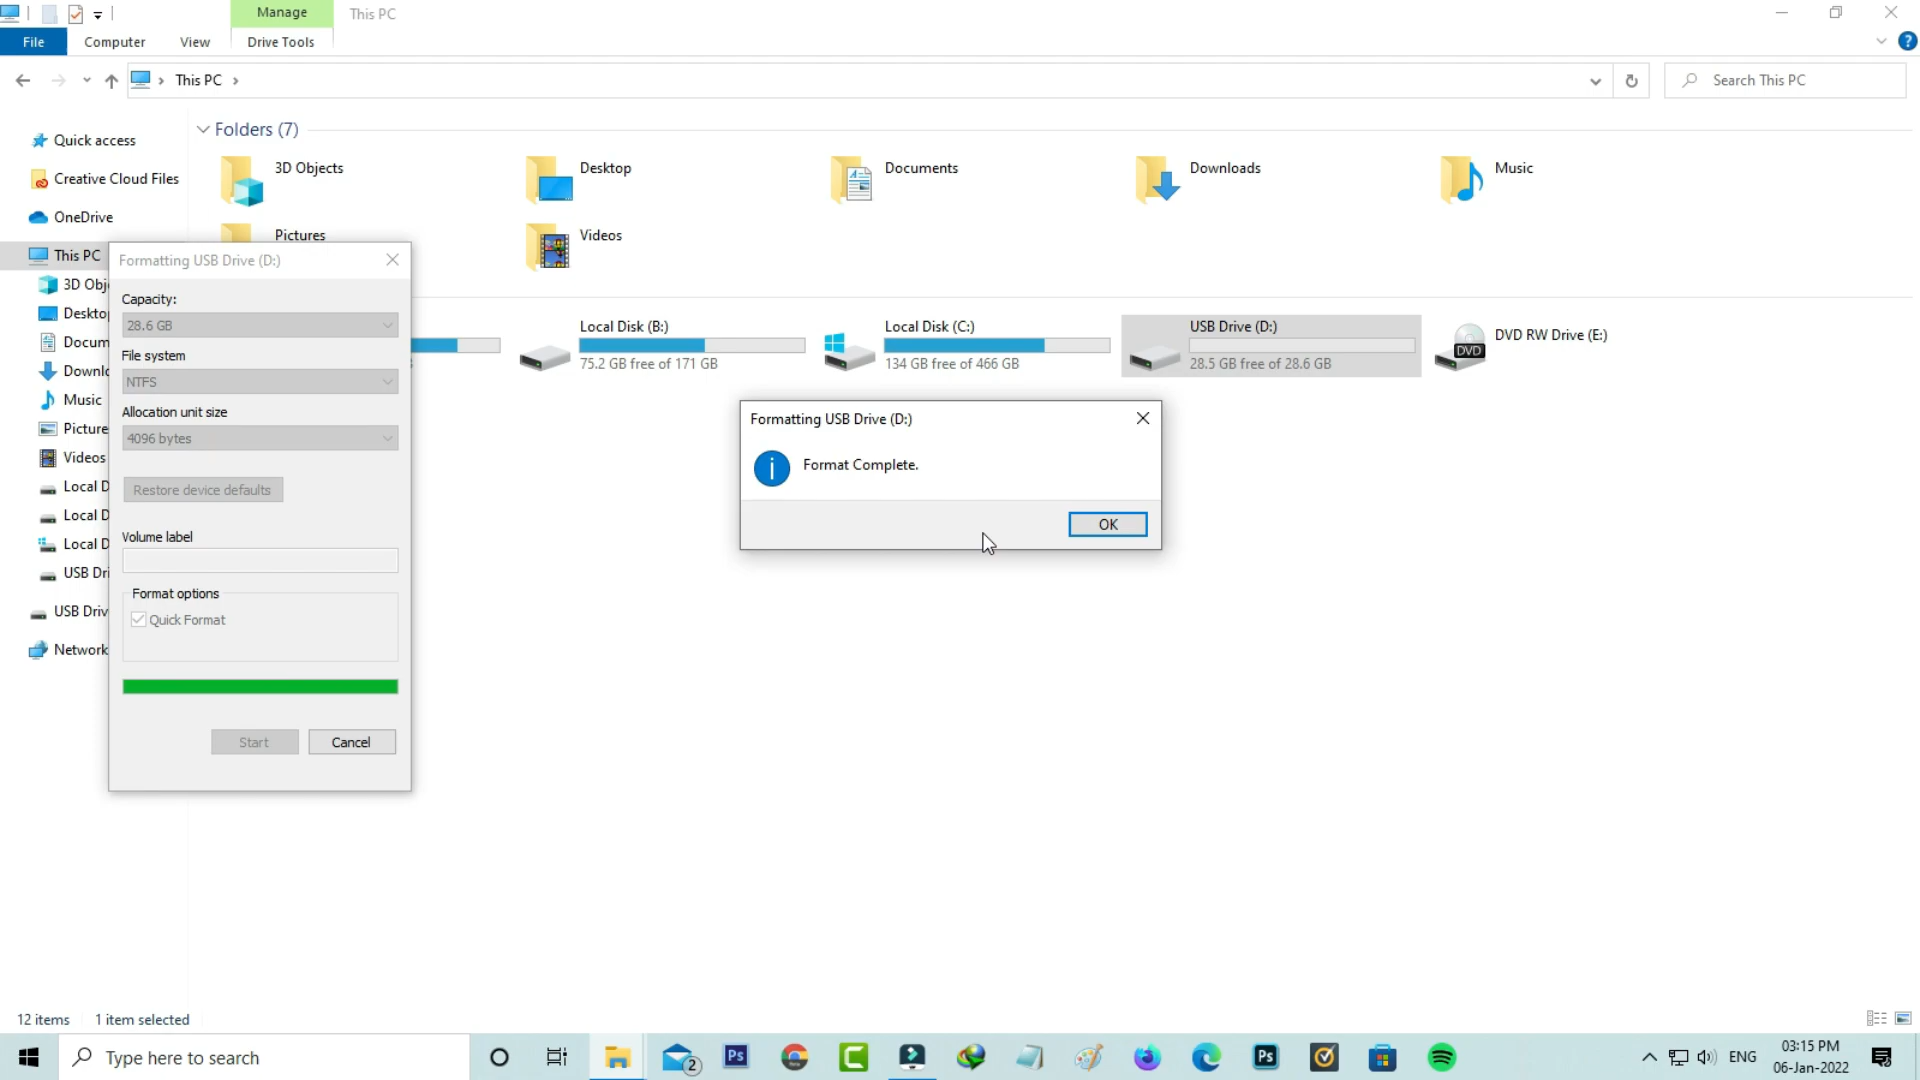 Manage
This PC
File
Computer
View
Drive Tools
This PC
Search This PC
Quick access
Creative Cloud Files
OneDrive
This PC
3D Obj
Deskto
Docum
Downlo
Music
Picture
Videos
Local D
Local D
Local D
USB Dri
USB Driv
Network
Folders (7)
3D Objects
Desktop
Documents
Downloads
Music
Pictures
Videos
Local Disk (B:)
75.2 GB free of 171 GB
Local Disk (C:)
134 GB free of 466 GB
USB Drive (D:)
28.5 GB free of 28.6 GB
DVD RW Drive (E:)
DVD
Formatting USB Drive (D:)
Capacity:
28.6 GB
File system
NTFS
Allocation unit size
4096 bytes
Restore device defaults
Volume label
Format options
Quick Format
Start
Cancel
Formatting USB Drive (D:)
Format Complete.
OK
12 items
1 item selected
Type here to search
2
Ps
Ps
ENG
03:15 PM
06-Jan-2022